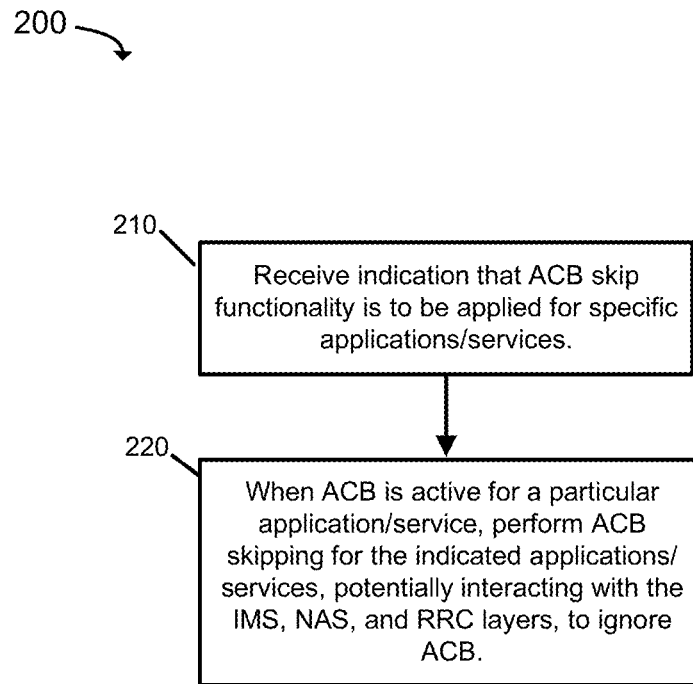 200
210
Receive indication that ACB skip
functionality is to be applied for specific
applications/services.
220
When ACB is active for a particular
application/service, perform ACB
skipping for the indicated applications/
services, potentially interacting with the
IMS, NAS, and RRC layers, to ignore
ACB.